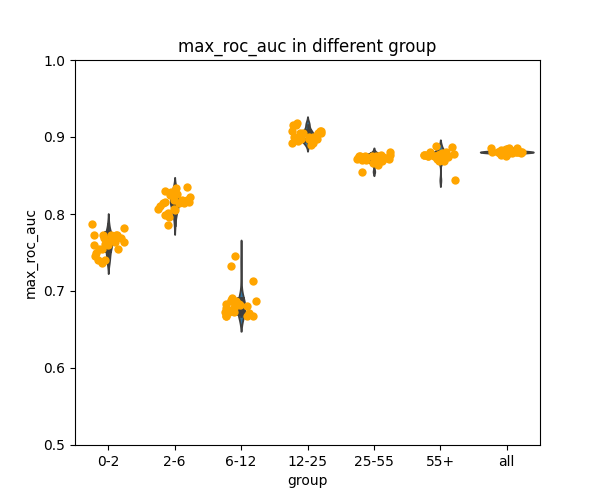 max_roc_auc in different group
max_roc_auc
1.0
0.9
0.8
0.7
0.6
0.5
0-2 2-6 6-12 12-25 25-55 55+ all
group